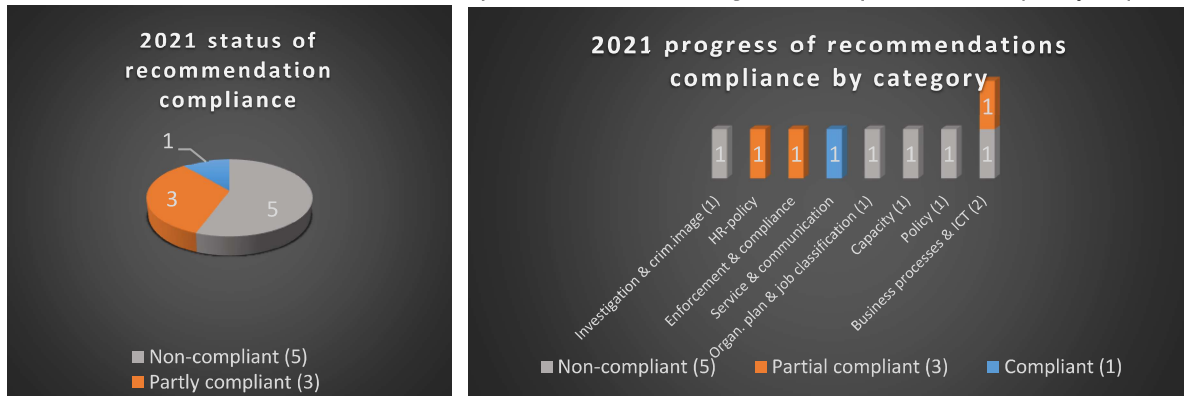 2021 status of
recommendation
compliance
1
3
5
Non-compliant (5)
Partly compliant (3)
2021 progress of recommendations
compliance by category
1
1 1 1 1 1 1 1 1
Investigation & crim.image (1)
HR-policy
Enforcement & compliance
Service & communication
Organ. plan & job classification (1)
Capacity (1)
Policy (1)
Business processes & ICT (2)
Non-compliant (5) Partial compliant (3) Compliant (1)